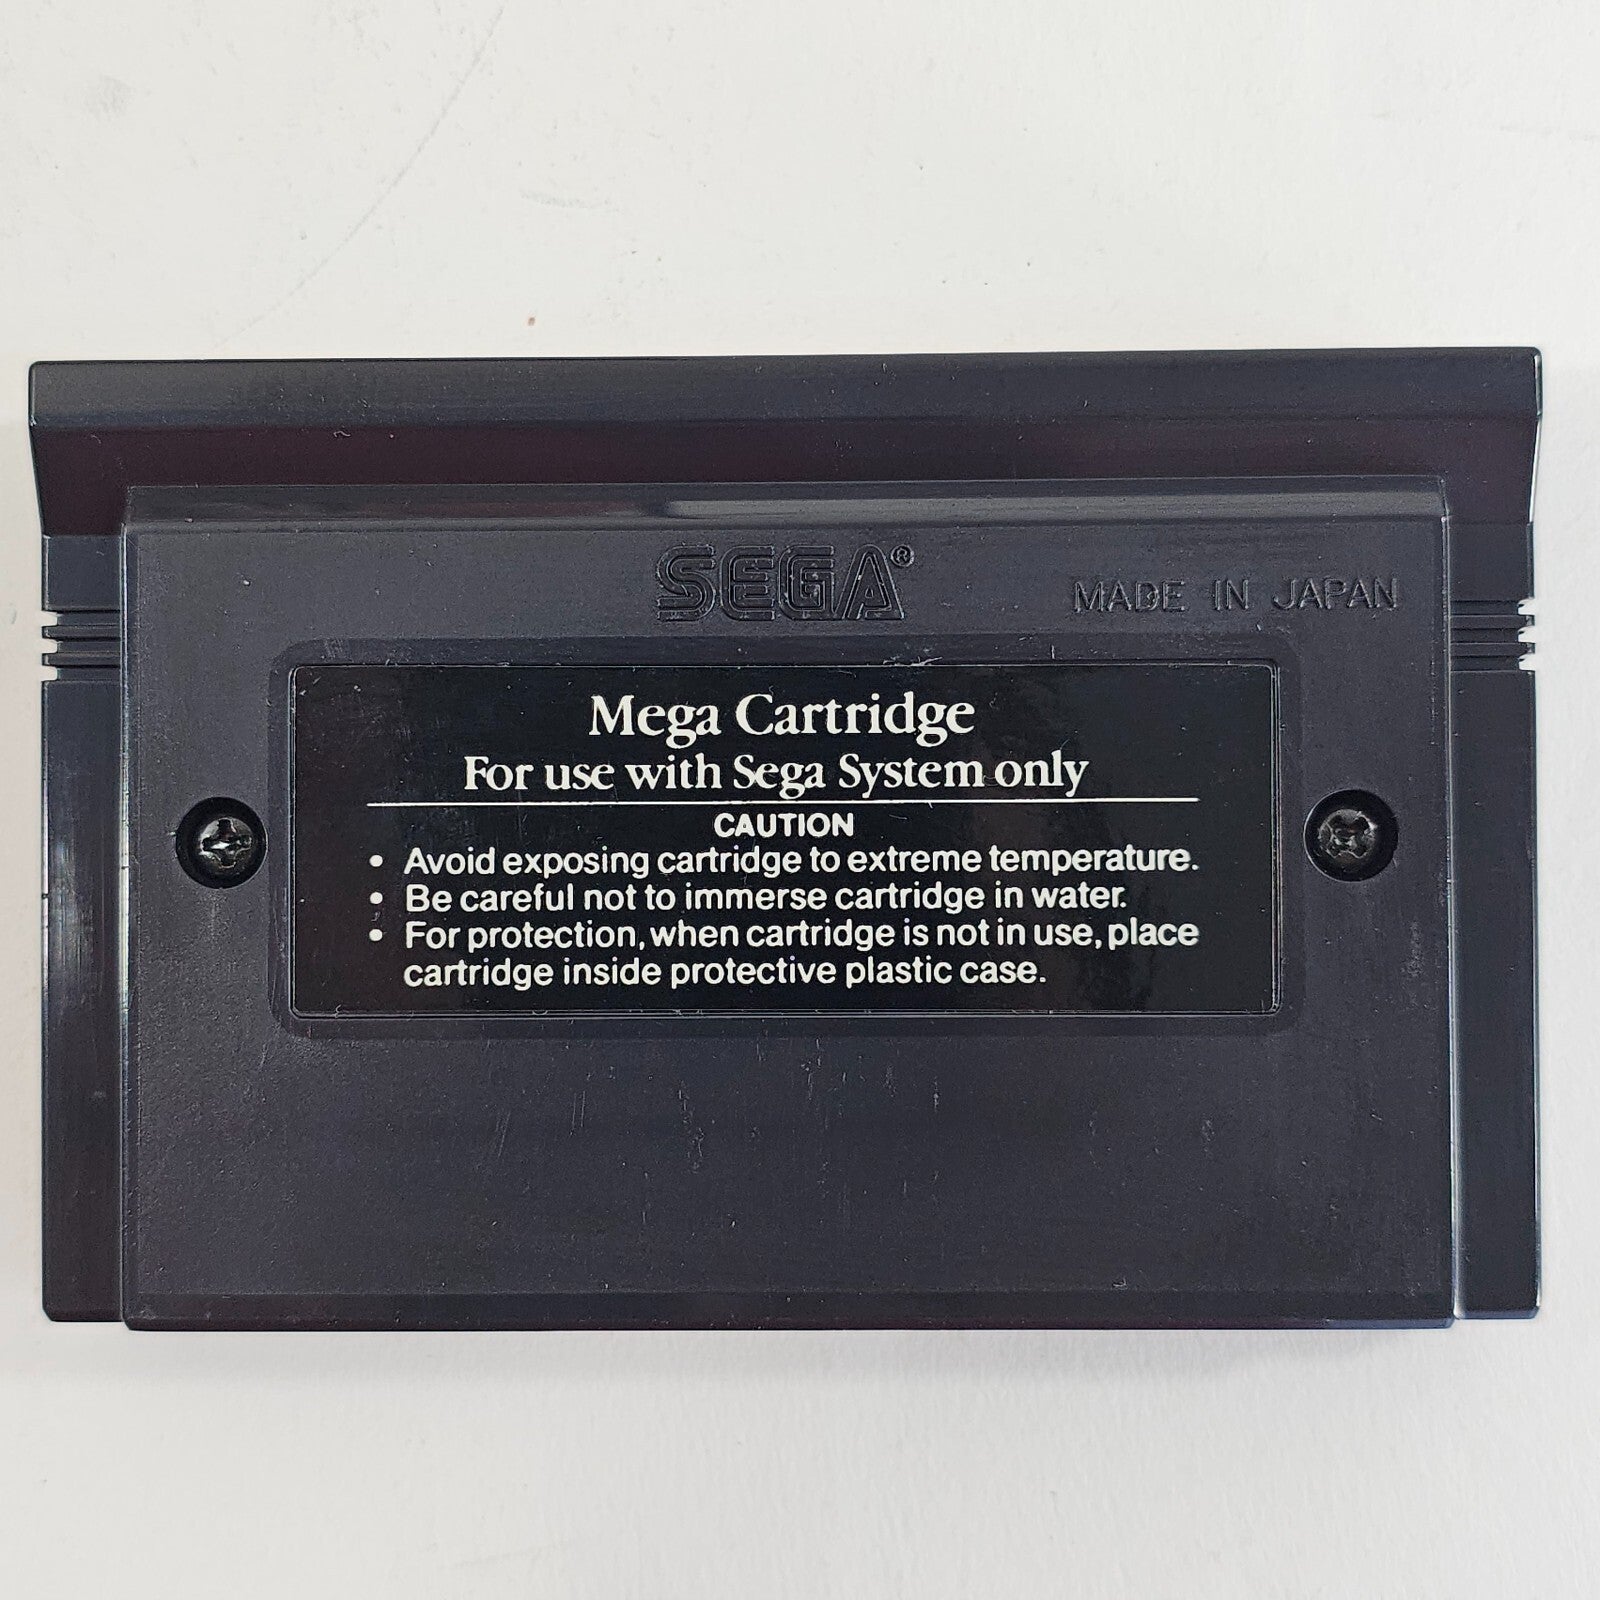 SEGA®
MADE IN JAPAN
Mega Cartridge
For use with Sega System only
CAUTION
• Avoid exposing cartridge to extreme temperature.
• Be careful not to immerse cartridge in water.
• For protection, when cartridge is not in use, place
cartridge inside protective plastic case.